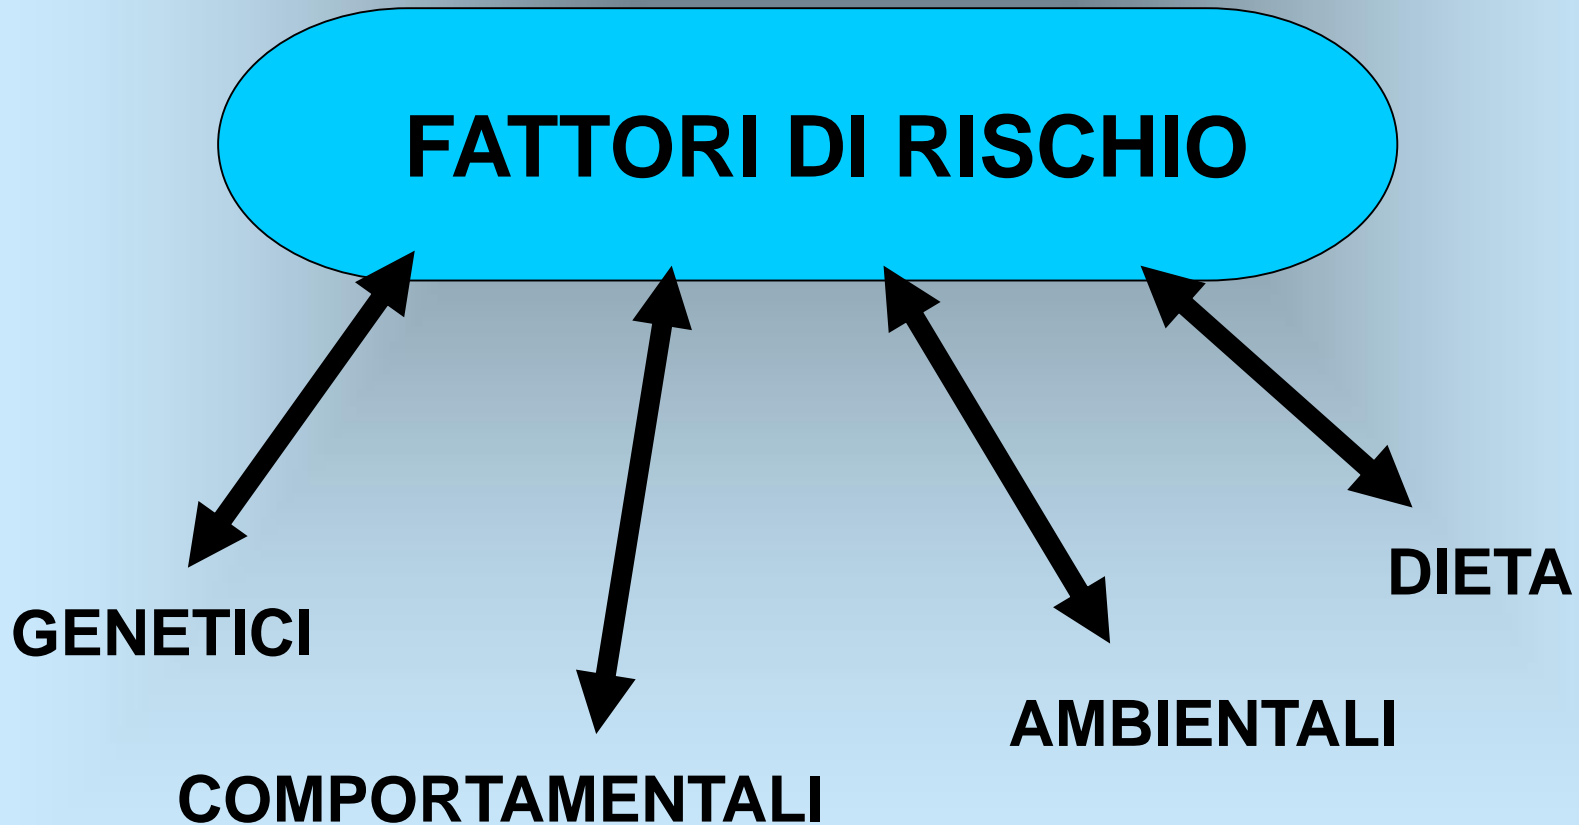 FATTORI DI RISCHIO
GENETICI
COMPORTAMENTALI
AMBIENTALI
DIETA